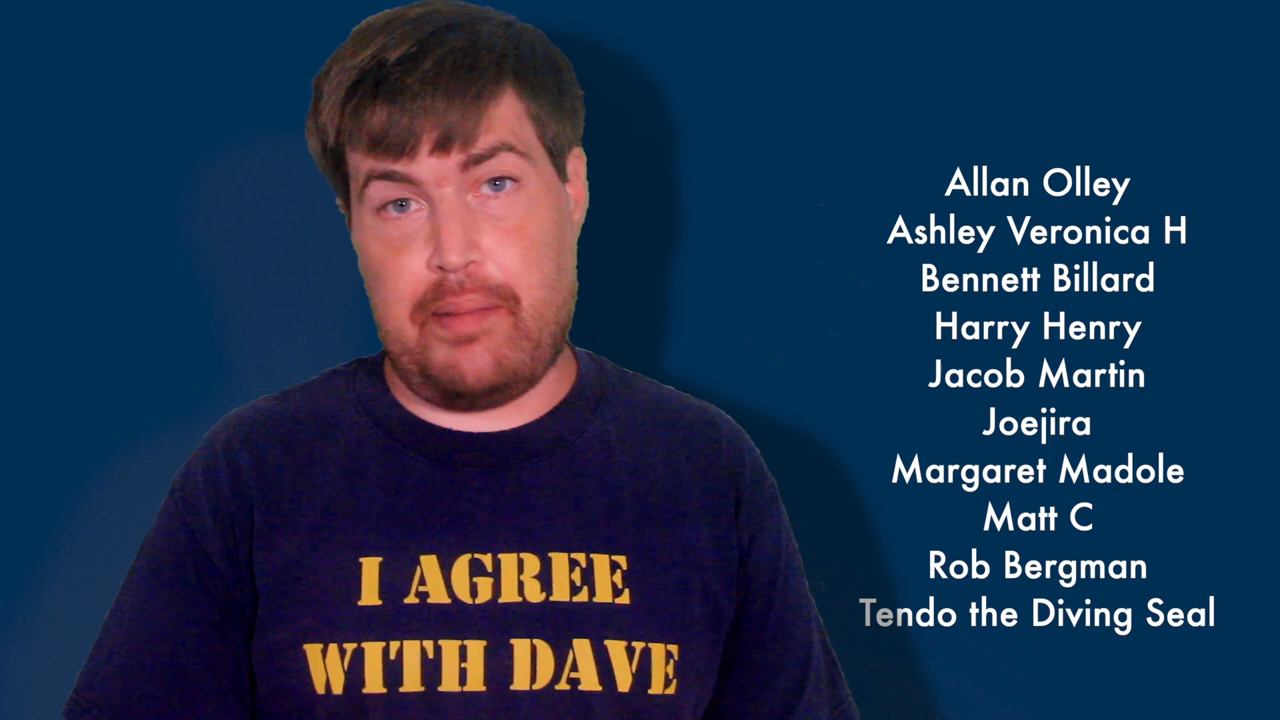 I AGREE
WITH DAVE
Allan Olley
Ashley Veronica H
Bennett Billard
Harry Henry
Jacob Martin
Joejira
Margaret Madole
Matt C
Rob Bergman
Tendo the Diving Seal